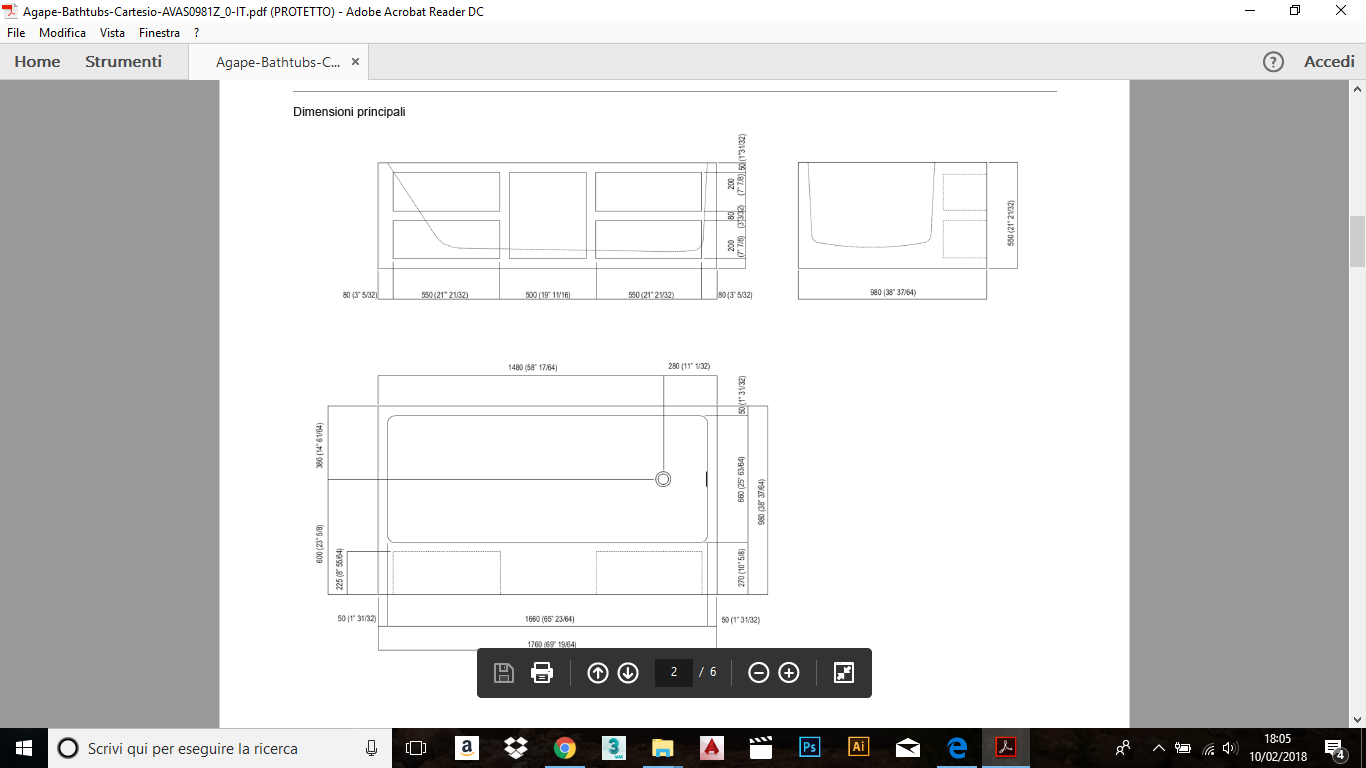 Agape-Bathtubs-Cartesio-AVAS0981Z_0-IT.pdf (PROTETTO) - Adobe Acrobat Reader DC
File Modifica Vista Finestra ?
Home Strumenti Agape-Bathtubs-C... × ? Accedi
Dimensioni principali
50 (1"31/32)
200
(7" 7/8)
80
(3"3/32)
200
(7" 7/8)
550 (21" 21/32)
80 (3" 5/32) 550 (21" 21/32) 500 (19" 11/16) 550 (21" 21/32) 80 (3" 5/32)
980 (38" 37/64)
1480 (58" 17/64) 280 (11" 1/32)
50 (1" 31/32)
380 (14" 61/64)
660 (25" 63/64)
980 (38" 37/64)
600 (23" 5/8)
225 (8" 55/64)
270 (10" 5/8)
50 (1" 31/32) 1660 (65" 23/64) 50 (1" 31/32)
1760 (69" 19/64)
2 / 6
Scrivi qui per eseguire la ricerca
a 3 MAX A Ps Ai
18:05
10/02/2018
4